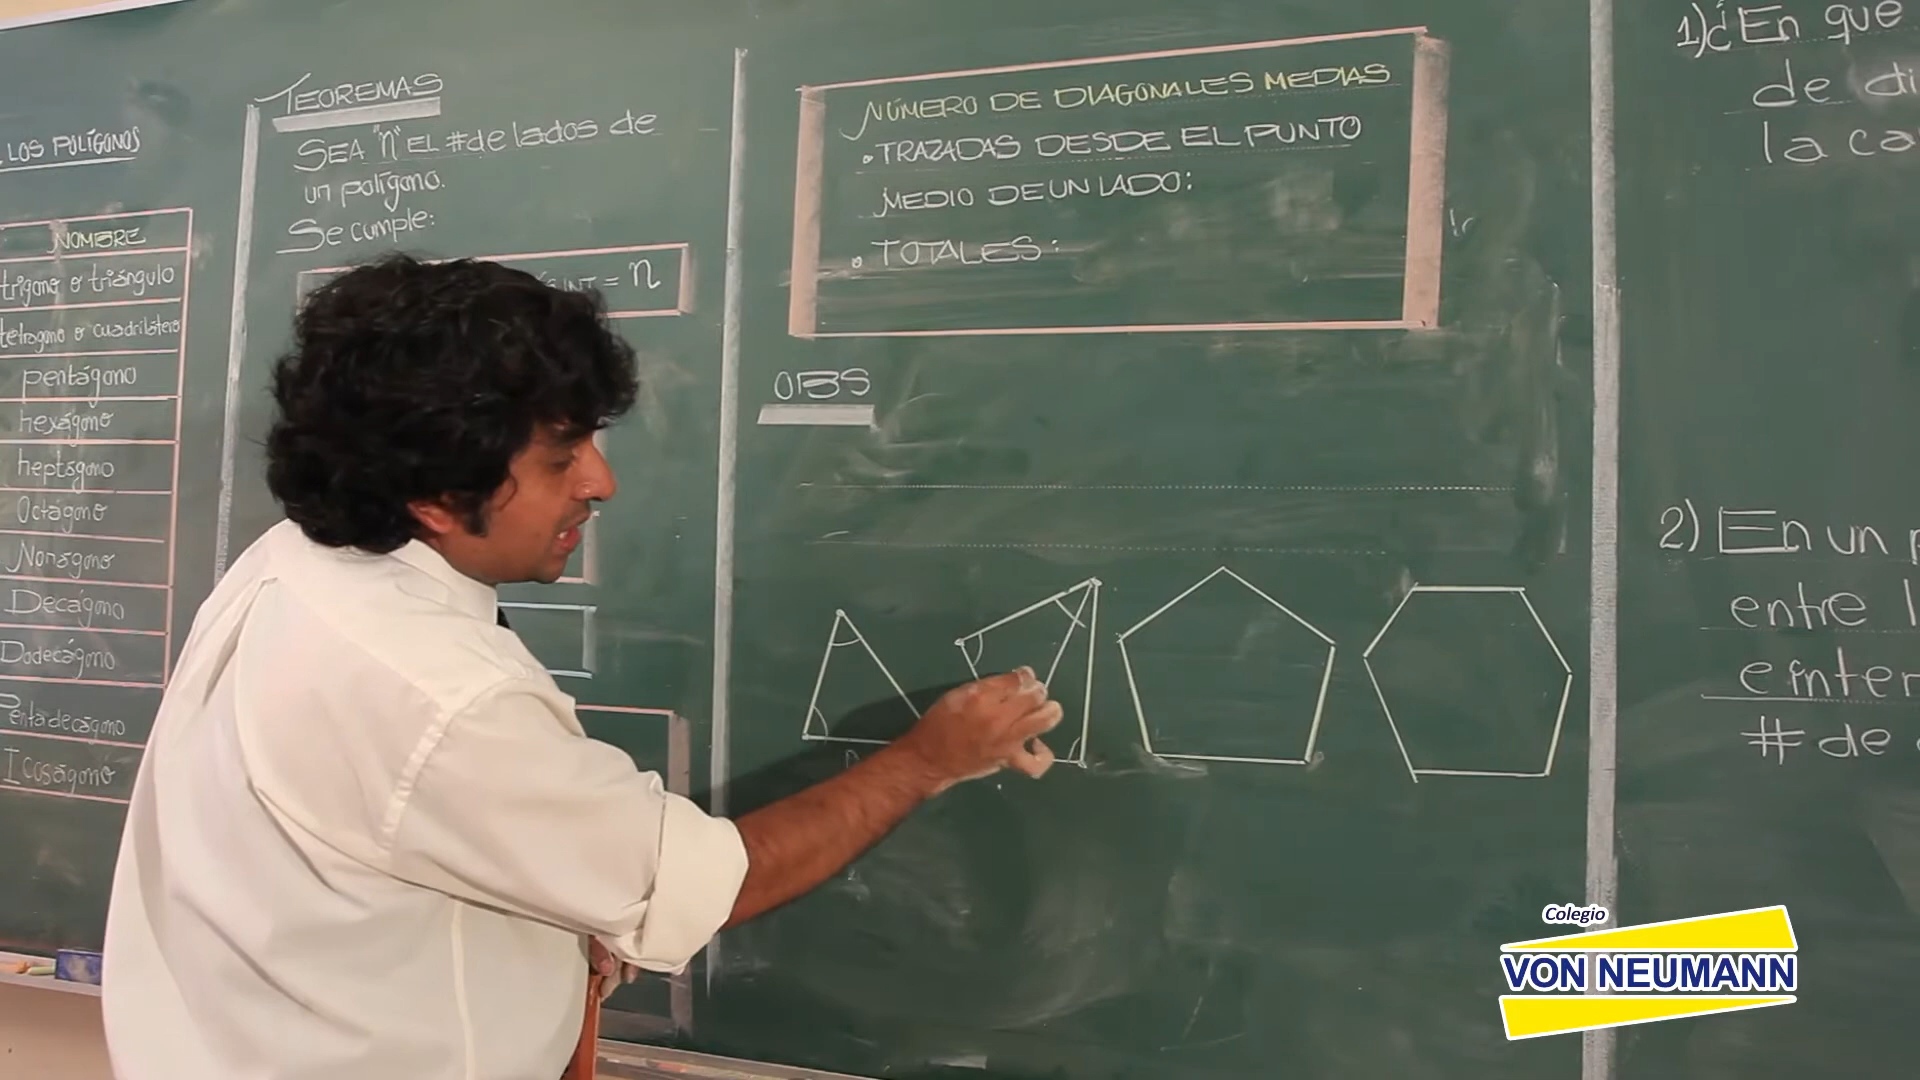 LOS POLÍGONOS
NOMBRE
trígono o triángulo
tetrágono o cuadrilátero
pentágono
hexágono
heptágono
Octágono
Nonágono
Decágono
Dodecágono
Pentadecágono
Icoságono
TEOREMAS
SEA "n" EL # de lados de
un polígono.
Se cumple:
INT = n
NÚMERO DE DIAGONALES MEDIAS
• TRAZADAS DESDE EL PUNTO
MEDIO DE UN LADO:
• TOTALES:
OBS
1) ¿En que
de di
la ca
2) En un p
entre l
e inter
# de
Colegio
VON NEUMANN